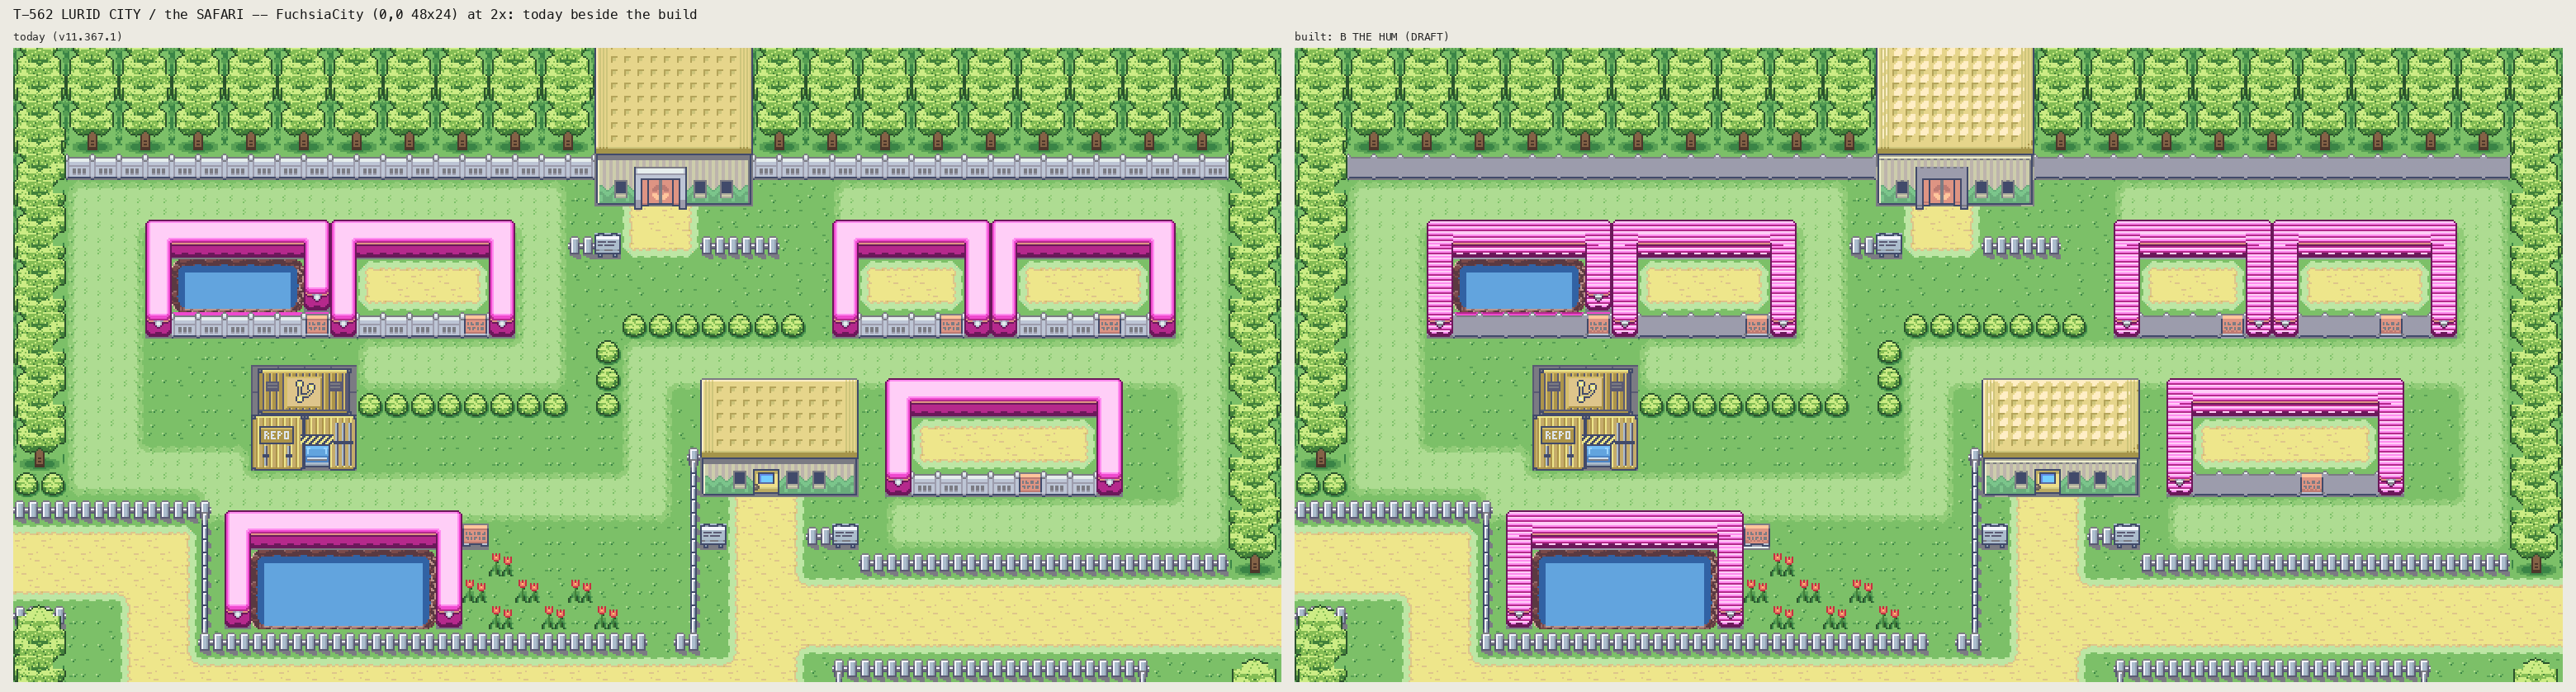 T-562 LURID CITY / the SAFARI -- FuchsiaCity (0,0 48x24) at 2x: today beside the build
today (v11.367.1)
built: B THE HUM (DRAFT)
REPO
REPO